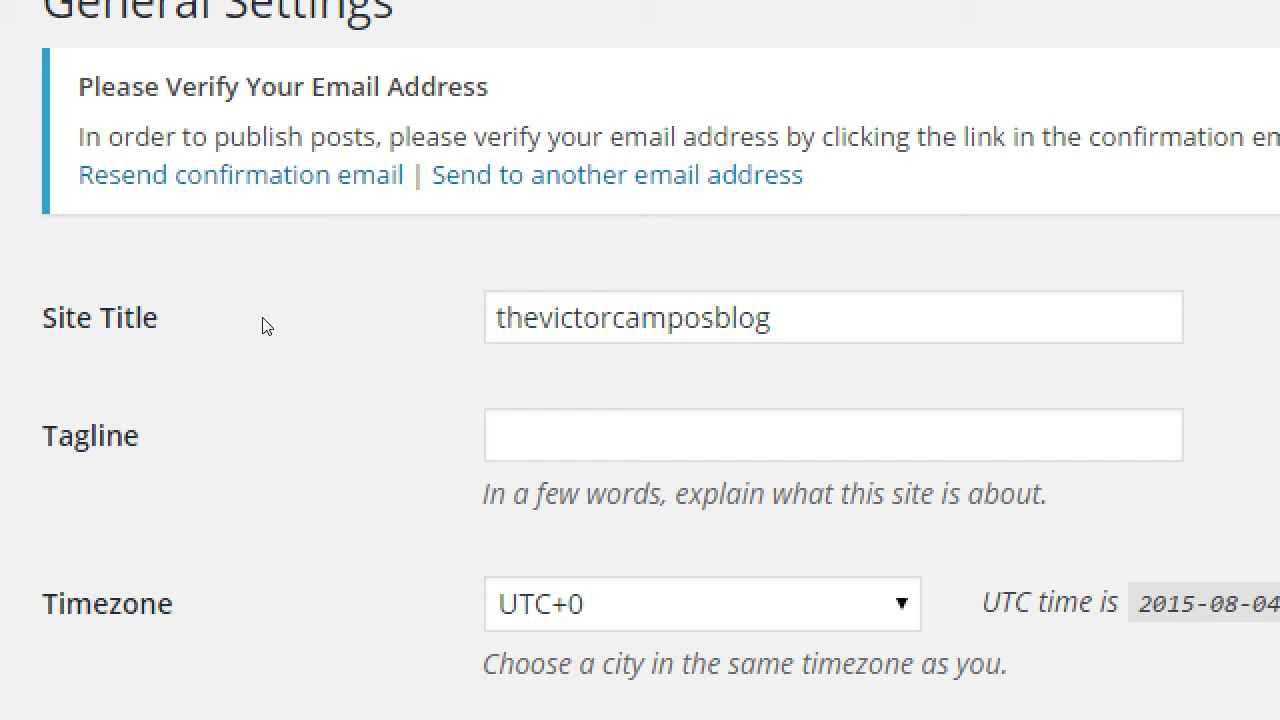 General Settings
Please Verify Your Email Address
In order to publish posts, please verify your email address by clicking the link in the confirmation em
Resend confirmation email | Send to another email address
Site Title
thevictorcamposblog
Tagline
In a few words, explain what this site is about.
Timezone
UTC+0
UTC time is 2015-08-04
Choose a city in the same timezone as you.